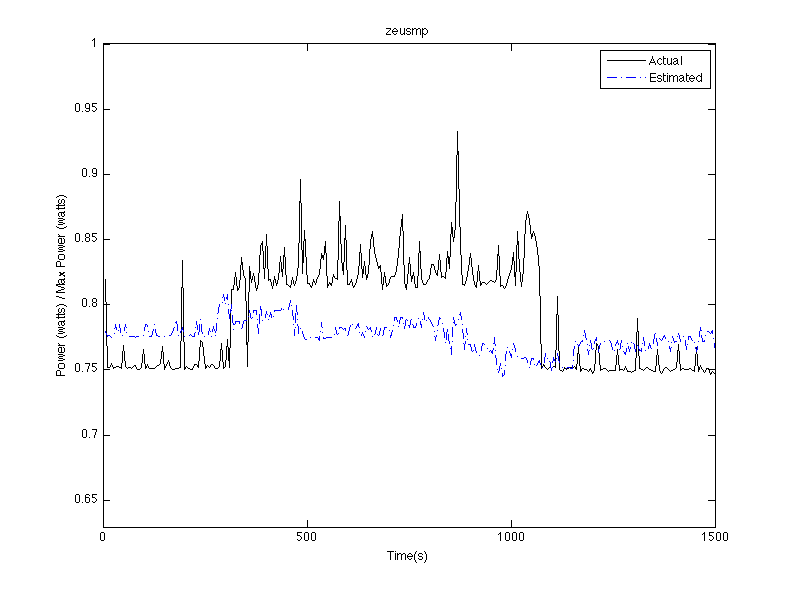 zeusmp
1
0.95
0.9
0.85
0.8
0.75
0.7
0.65
Power (watts) / Max Power (watts)
Actual
Estimated
0
500
1000
1500
Time(s)